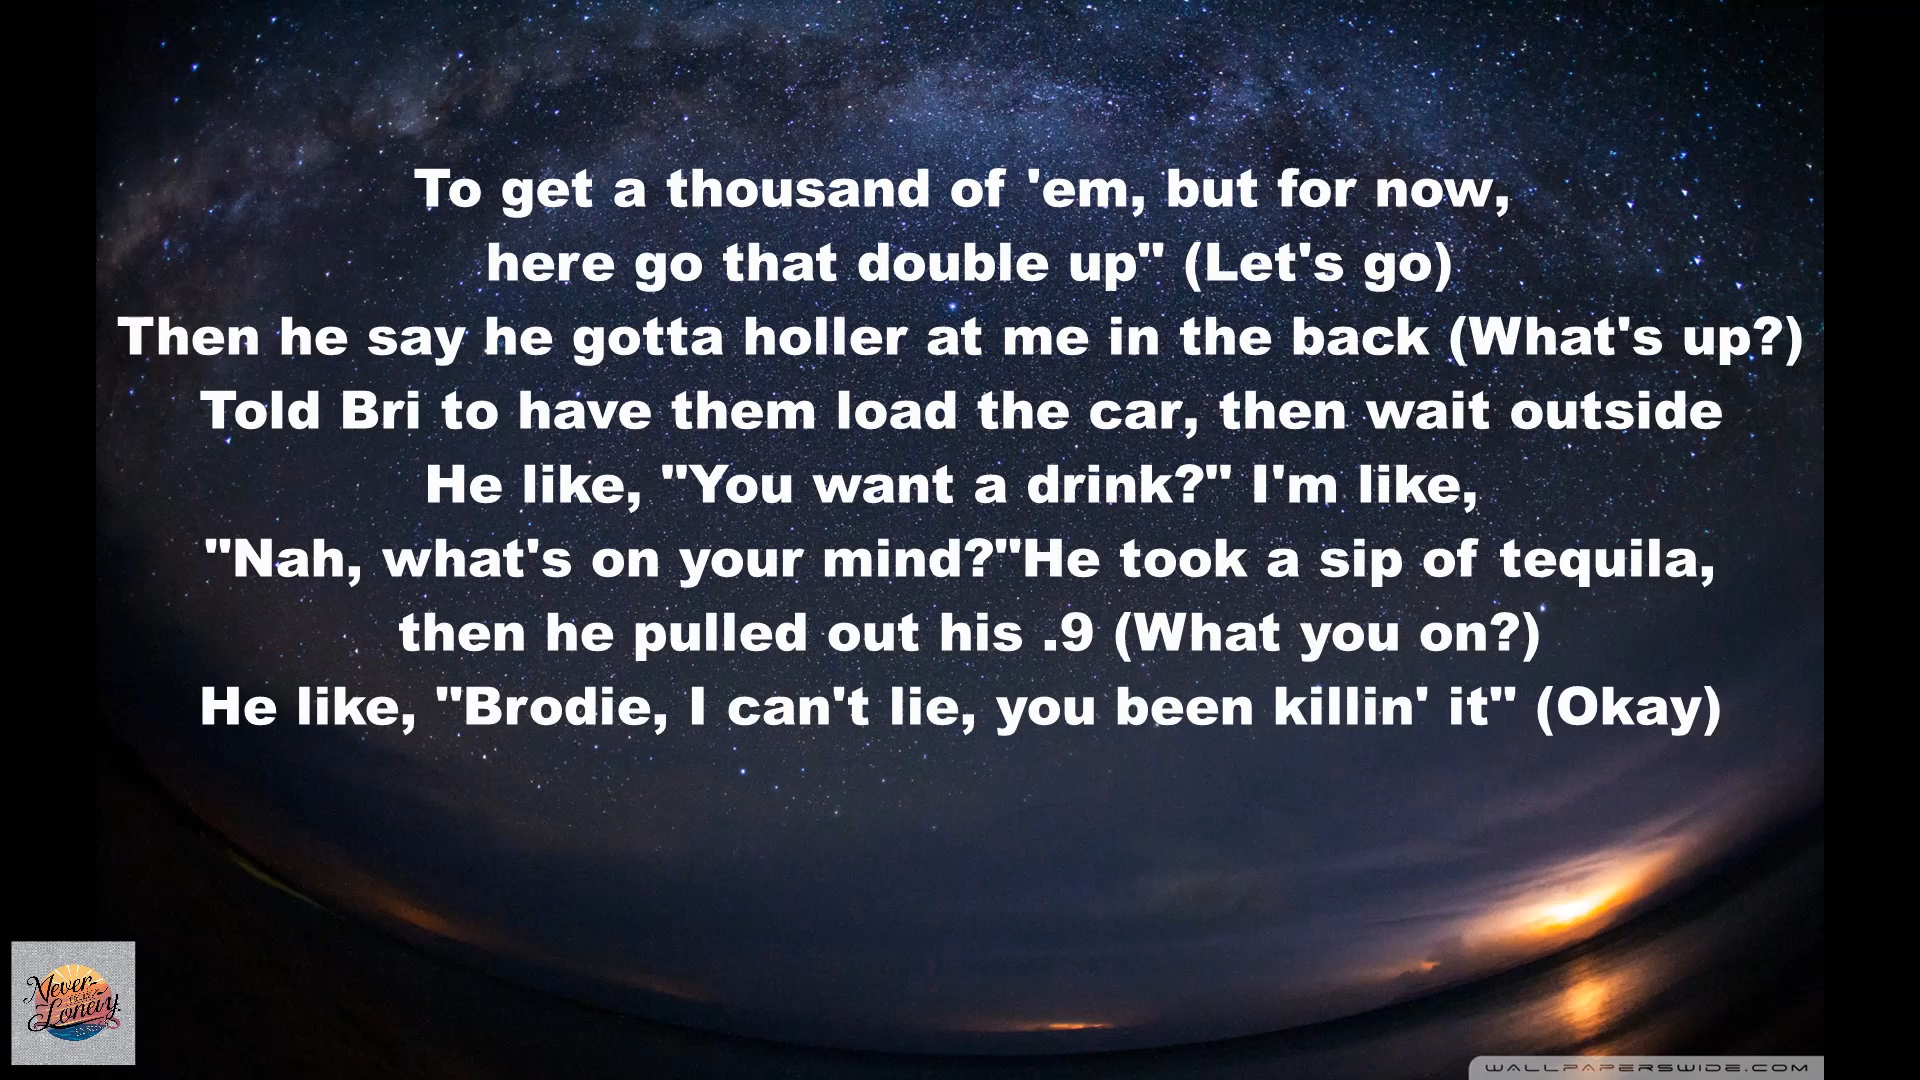 To get a thousand of 'em, but for now,
here go that double up" (Let's go)
Then he say he gotta holler at me in the back (What's up?)
Told Bri to have them load the car, then wait outside
He like, "You want a drink?" I'm like,
"Nah, what's on your mind?"He took a sip of tequila,
then he pulled out his .9 (What you on?)
He like, "Brodie, I can't lie, you been killin' it" (Okay)
Never
WALLPAPERSWIDE.COM